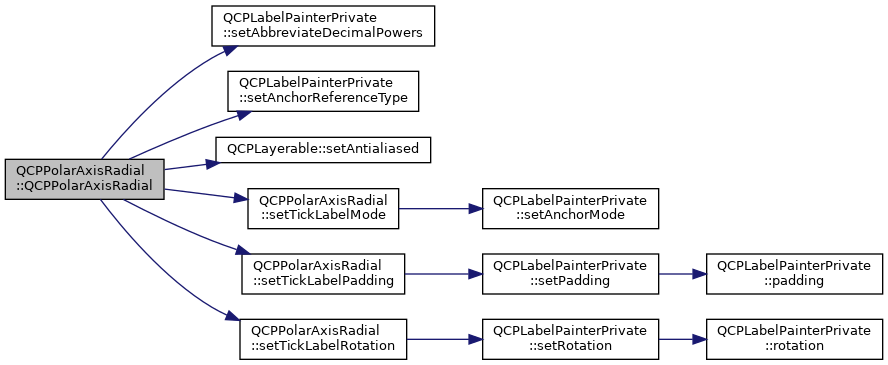 QCPLabelPainterPrivate
::setAbbreviateDecimalPowers
QCPLabelPainterPrivate
::setAnchorReferenceType
QCPLayerable::setAntialiased
QCPPolarAxisRadial
::QCPPolarAxisRadial
QCPPolarAxisRadial
::setTickLabelMode
QCPLabelPainterPrivate
::setAnchorMode
QCPPolarAxisRadial
::setTickLabelPadding
QCPLabelPainterPrivate
::setPadding
QCPLabelPainterPrivate
::padding
QCPPolarAxisRadial
::setTickLabelRotation
QCPLabelPainterPrivate
::setRotation
QCPLabelPainterPrivate
::rotation